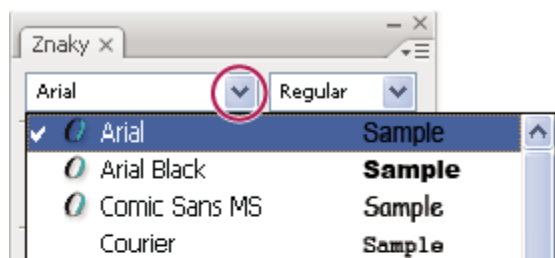 Znaky
Arial Regular
Arial Sample
Arial Black Sample
Comic Sans MS Sample
Courier Sample